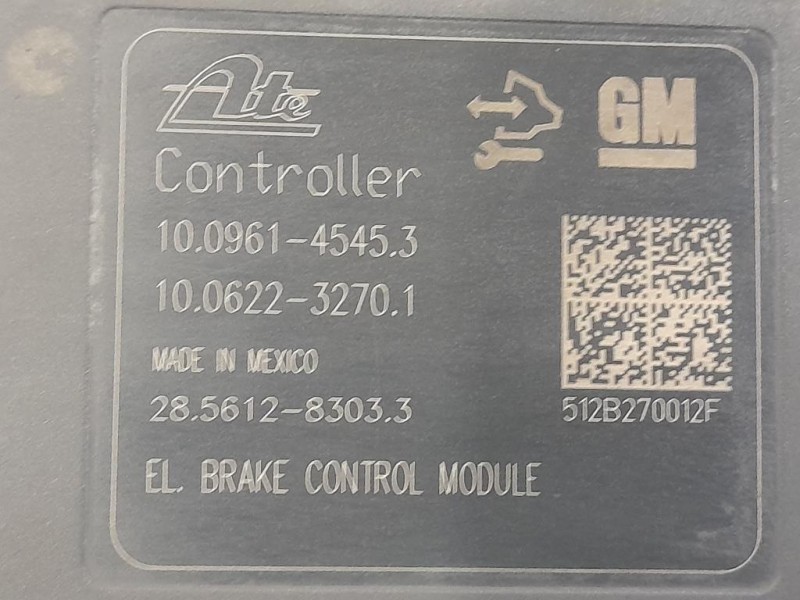 Ate
GM
Controller
10.0961-4545.3
10.0622-3270.1
MADE IN MEXICO
28.5612-8303.3
512B270012F
EL. BRAKE CONTROL MODULE